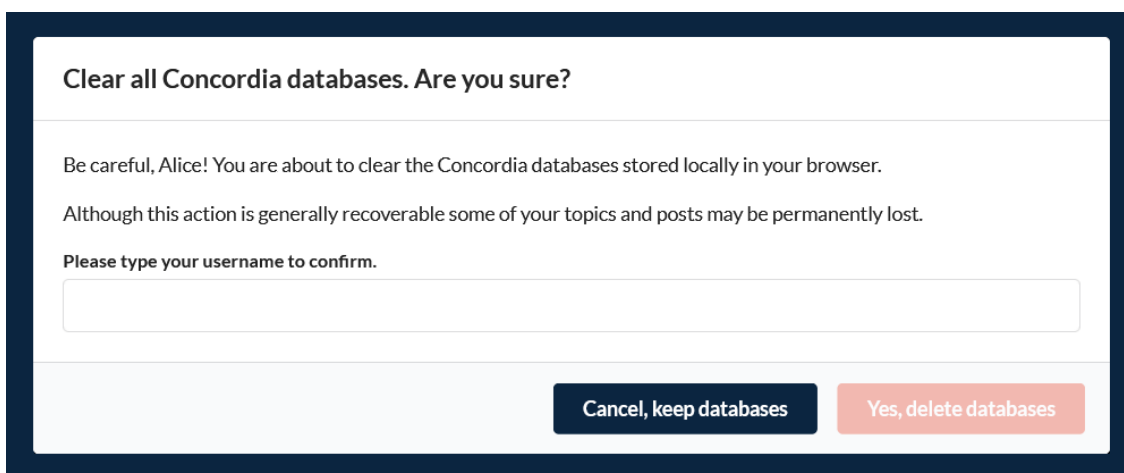 Clear all Concordia databases. Are you sure?
Be careful, Alice! You are about to clear the Concordia databases stored locally in your browser.
Although this action is generally recoverable some of your topics and posts may be permanently lost.
Please type your username to confirm.
Cancel, keep databases
Yes, delete databases